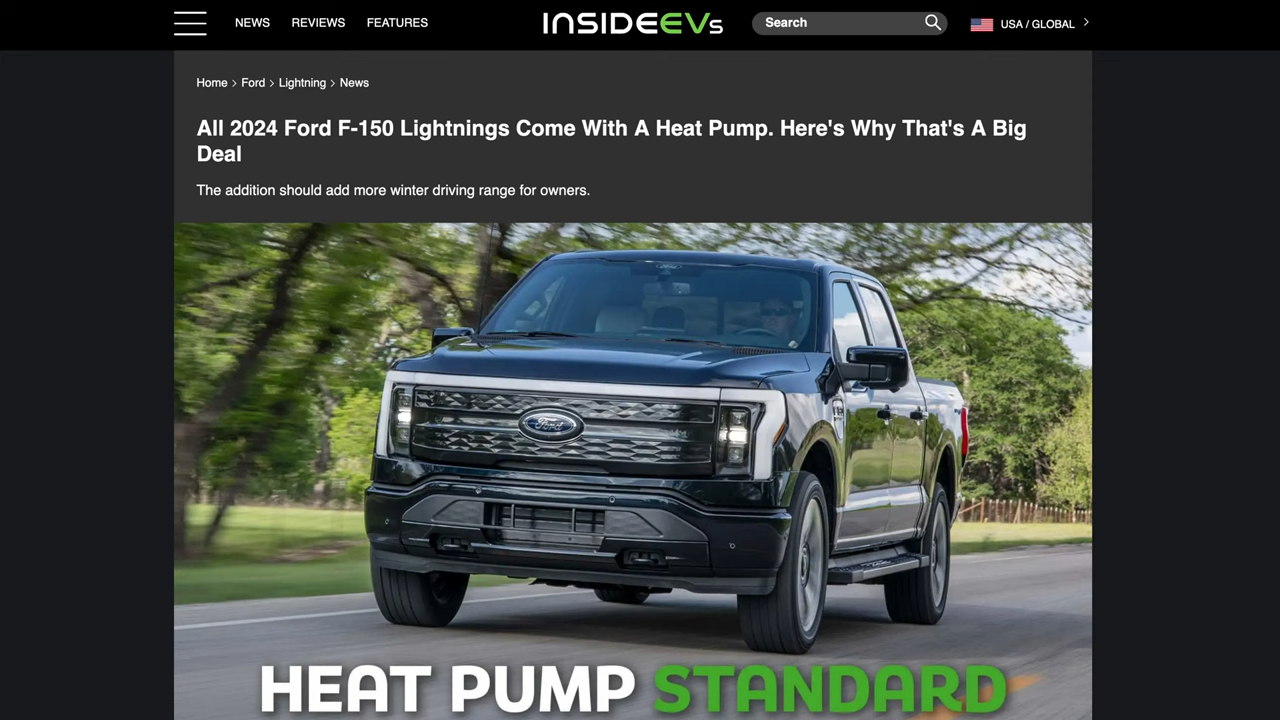 NEWS REVIEWS FEATURES INSIDEEVs Search USA / GLOBAL
Home > Ford > Lightning > News
All 2024 Ford F-150 Lightnings Come With A Heat Pump. Here's Why That's A Big
Deal
The addition should add more winter driving range for owners.
Ford
HEAT PUMP STANDARD